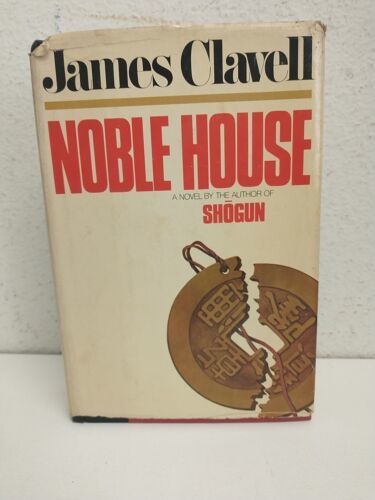 James Clavell
NOBLE HOUSE
A NOVEL BY THE AUTHOR OF
SHŌGUN